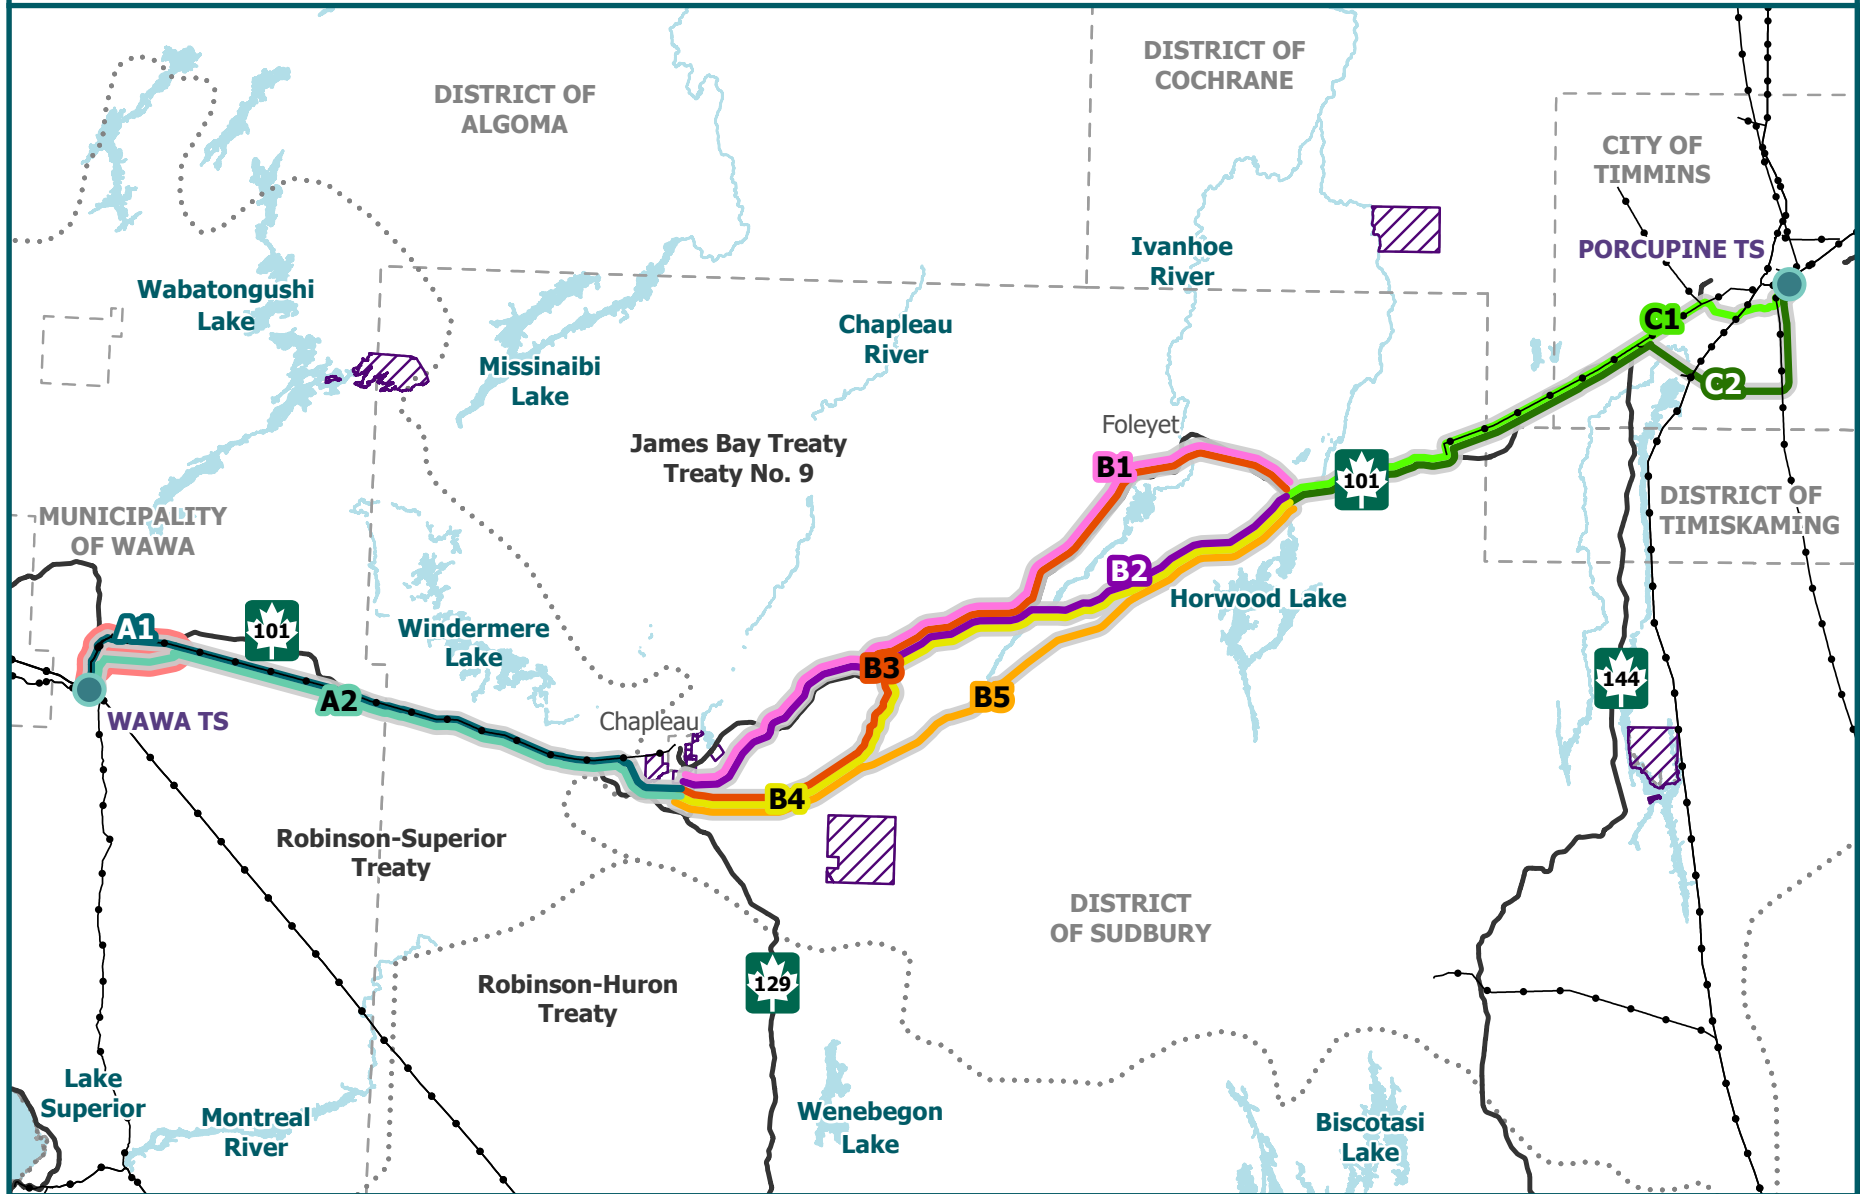 DISTRICT OF
COCHRANE
DISTRICT OF
ALGOMA
CITY OF
TIMMINS
PORCUPINE TS
Ivanhoe
River
Wabatongushi
Lake
Chapleau
River
C1
Missinaibi
Lake
C2
Foleyet
James Bay Treaty
Treaty No. 9
B1
101
DISTRICT OF
TIMISKAMING
MUNICIPALITY
OF WAWA
B2
Horwood Lake
A1
101
Windermere
Lake
B3
144
B5
A2
WAWA TS
Chapleau
B4
Robinson-Superior
Treaty
DISTRICT
OF SUDBURY
129
Robinson-Huron
Treaty
Lake
Superior
Montreal
River
Wenebegon
Lake
Biscotasi
Lake